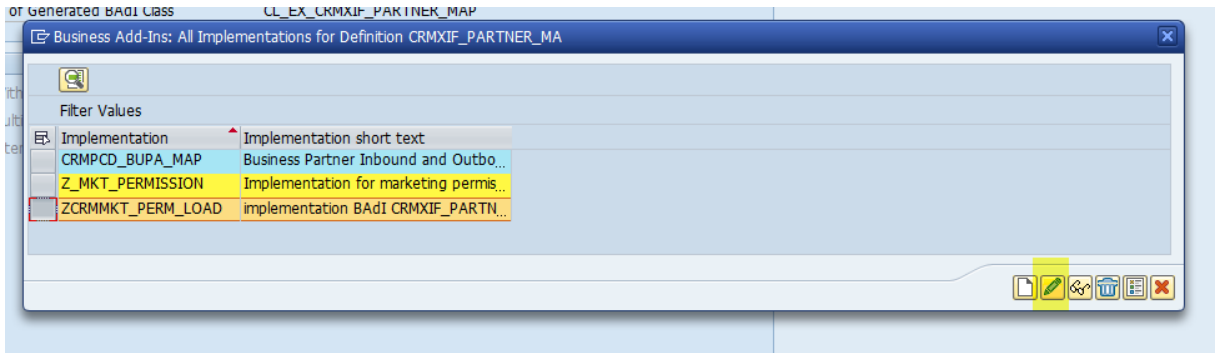 of Generated BAdI Class CL_EX_CRMXIF_PARTNER_MAP
Business Add-Ins: All Implementations for Definition CRMXIF_PARTNER_MA
Filter Values
Implementation Implementation short text
CRMPCD_BUPA_MAP Business Partner Inbound and Outbo...
Z_MKT_PERMISSION Implementation for marketing permis...
ZCRMMKT_PERM_LOAD implementation BAdI CRMXIF_PARTN...